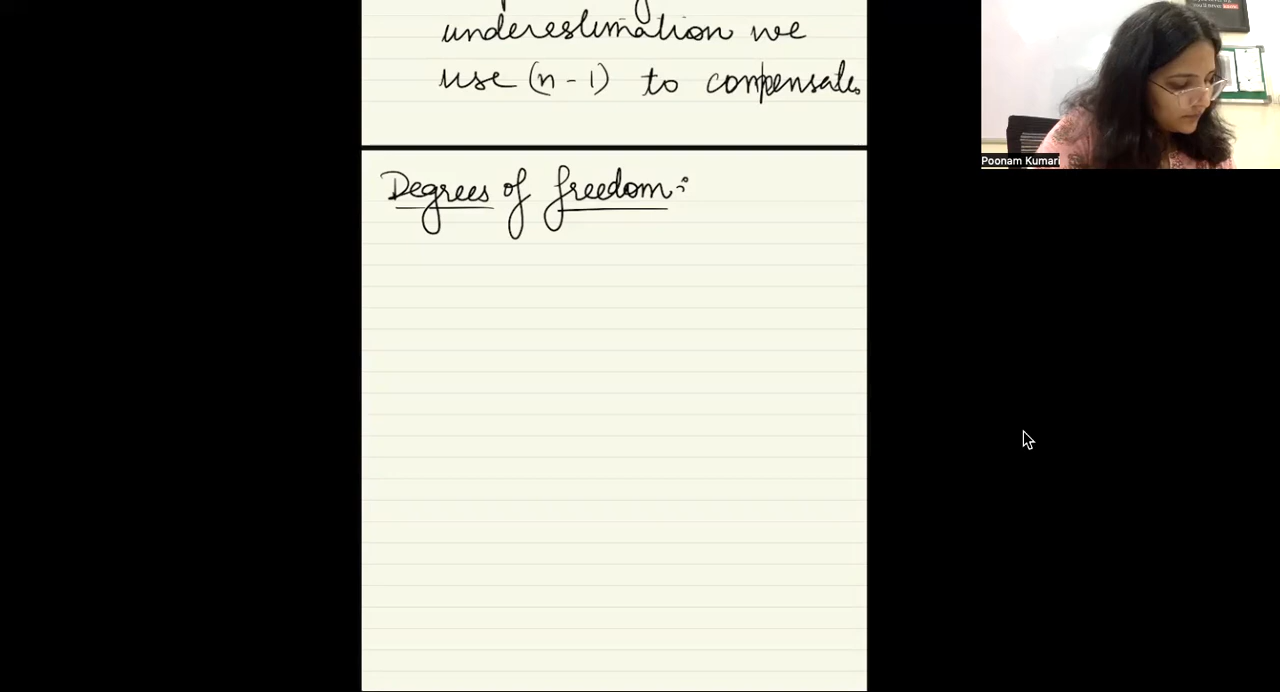 underestimation we
use (n - 1) to compensate.
Degrees of freedom :
Poonam Kumari